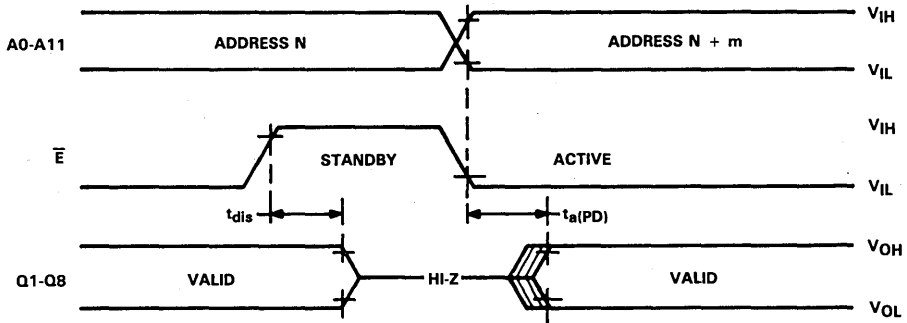 A0-A11 ADDRESS N ADDRESS N + m VIH
VIL
E̅ STANDBY ACTIVE VIH
VIL
tdis ta(PD)
Q1-Q8 VALID HI-Z VALID VOH
VOL